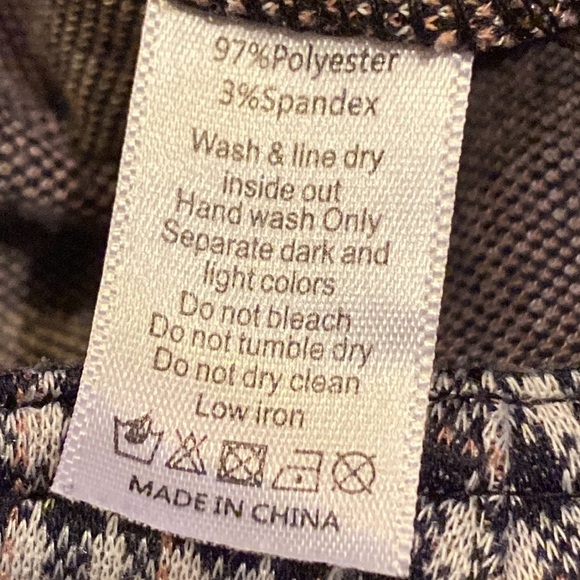 97%Polyester
3%Spandex
Wash & line dry
inside out
Hand wash Only
Separate dark and
light colors
Do not bleach
Do not tumble dry
Do not dry clean
Low iron
MADE IN CHINA